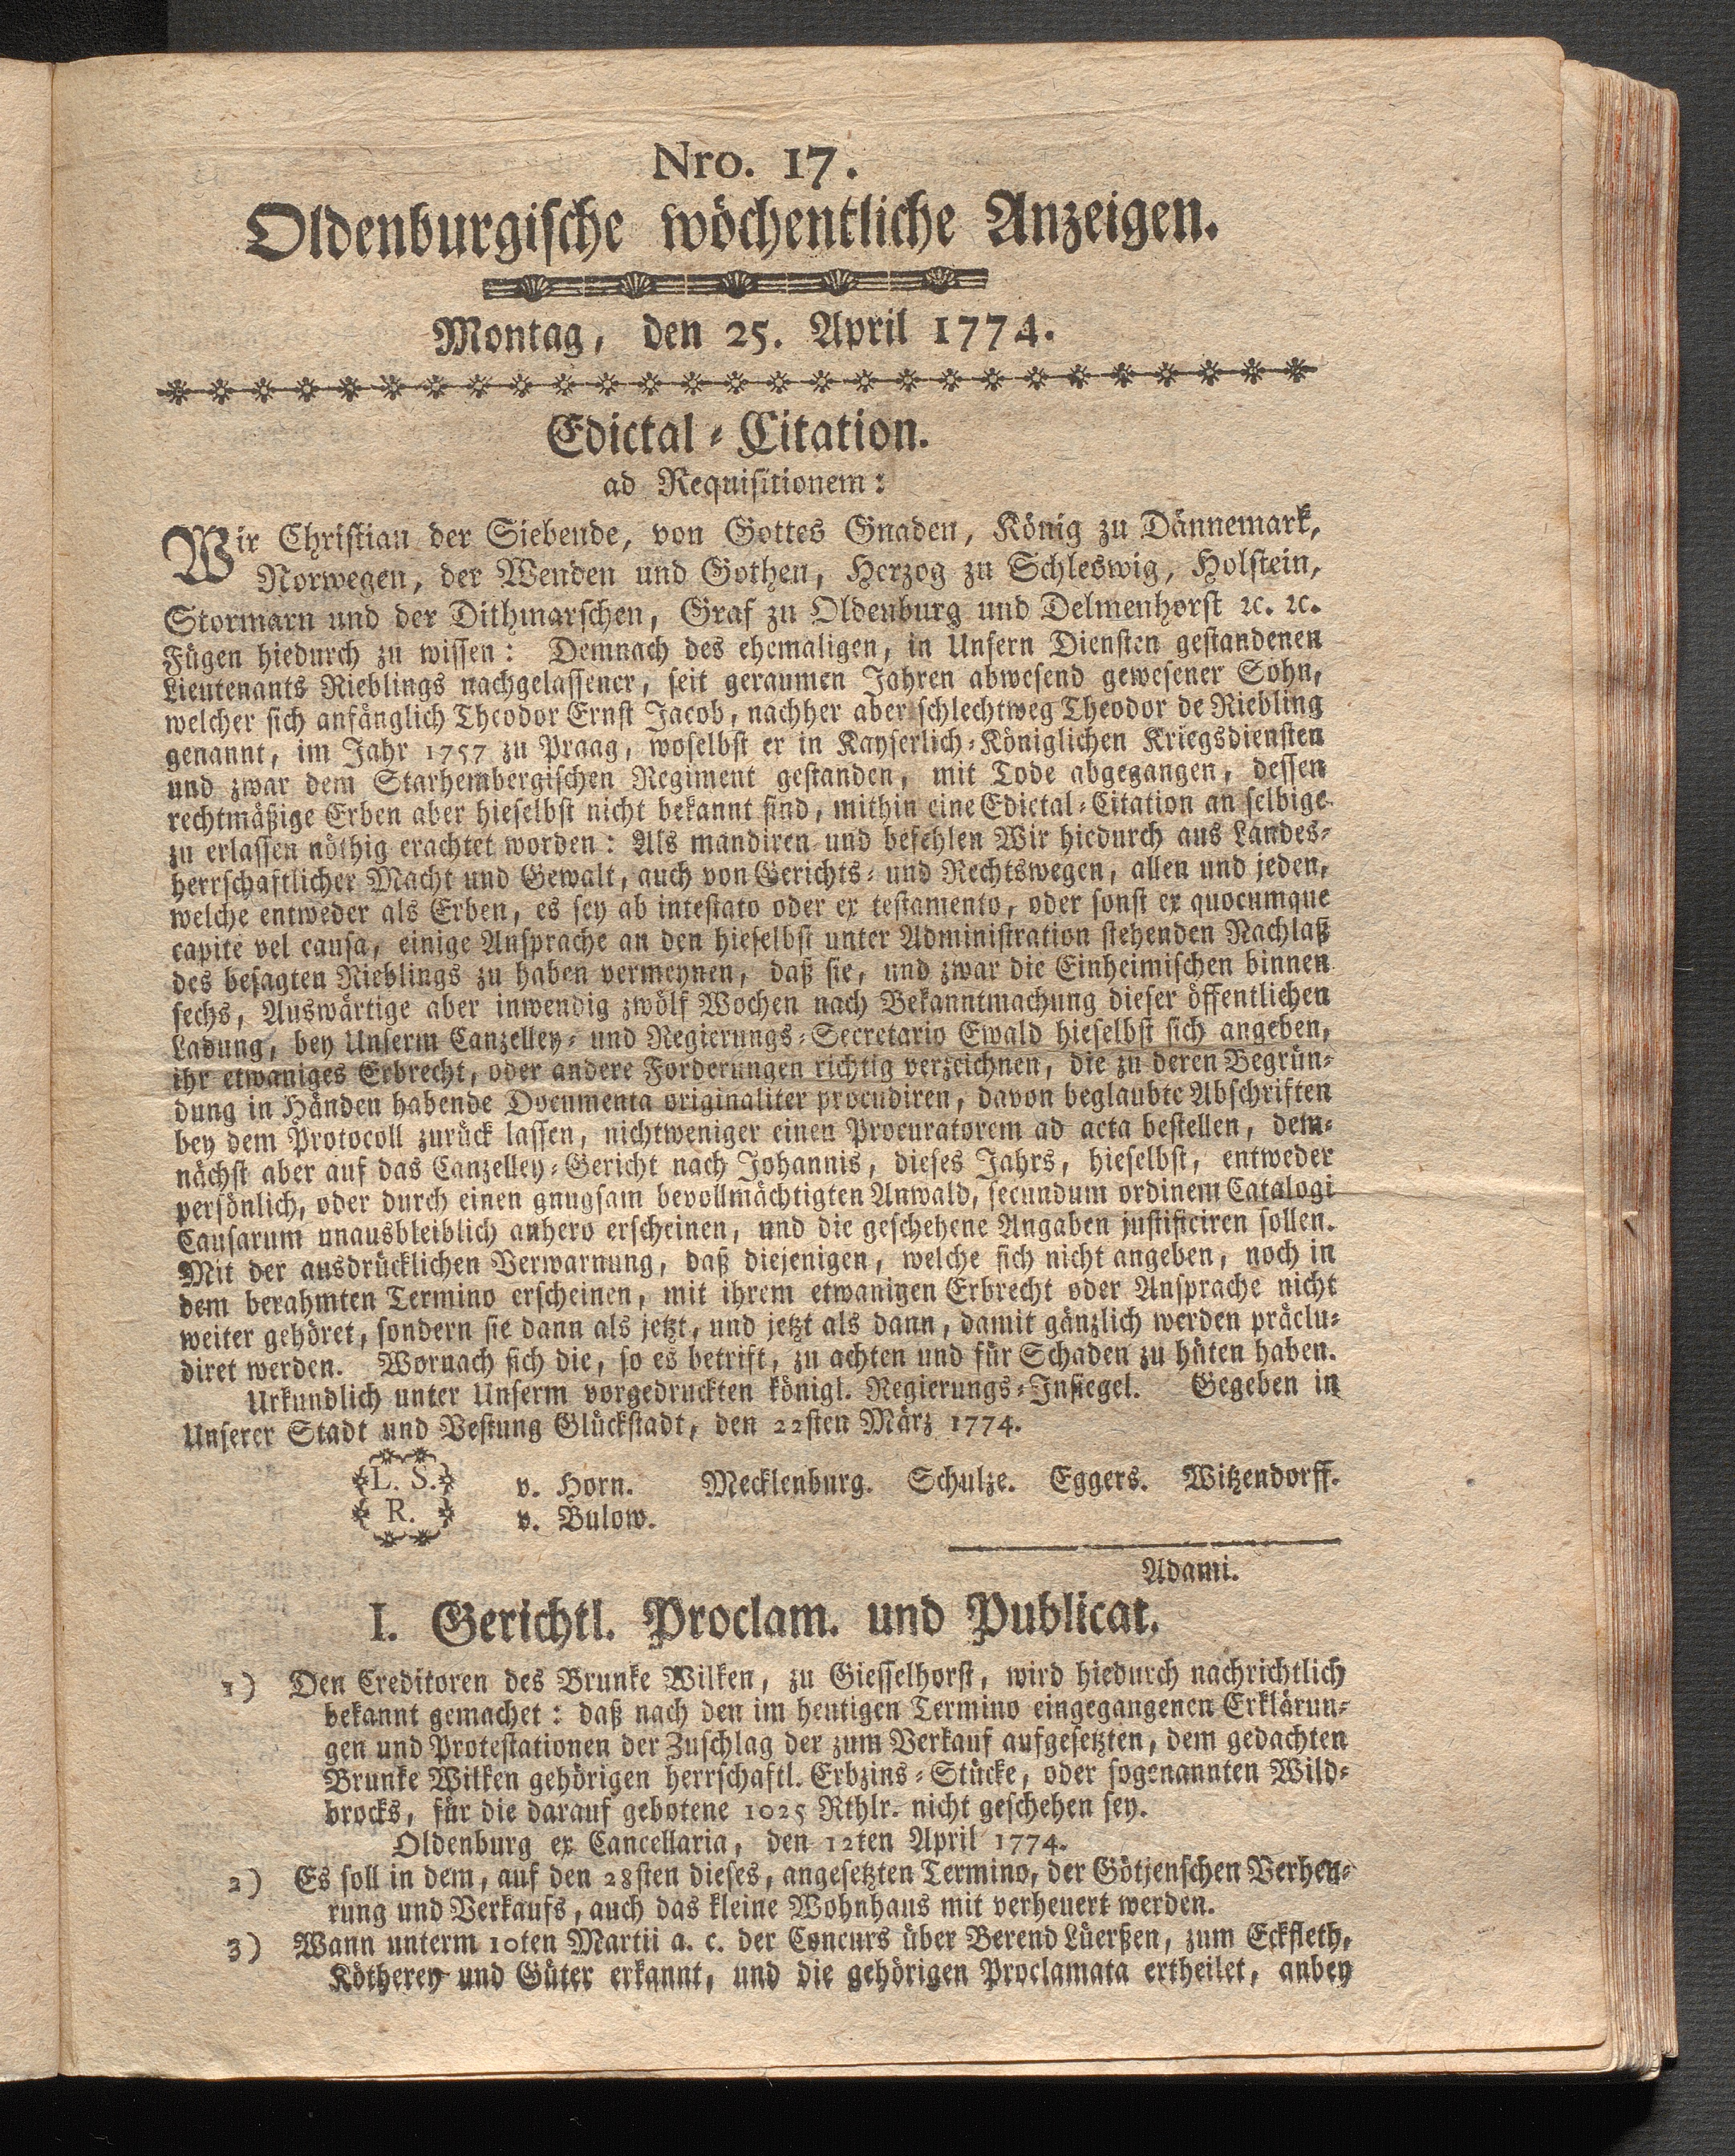 Nro. 17.
Oldenburgische wöchentliche Anzeigen.
Montag, den 25. April 1774.
Edictal-Citation.
ad Requisitionem:
Wir Christian der Siebende, von Gottes Gnaden, König zu Dännemark,
Norwegen, der Wenden und Gothen, Herzog zu Schleswig, Holstein,
Stormarn und der Dithmarschen, Graf zu Oldenburg und Delmenhorst ꝛc. ꝛc.
Fügen hiedurch zu wissen: Demnach des ehemaligen, in Unsern Diensten gestandenen
Lieutenants Rieblings nachgelassener, seit geraumen Jahren abwesend gewesener Sohn,
welcher sich anfänglich Theodor Ernst Jacob, nachher aber schlechtweg Theodor de Riebling
genannt, im Jahr 1757 zu Praag, woselbst er in Kayserlich-Königlichen Kriegsdiensten
und zwar dem Starhembergischen Regiment gestanden, mit Tode abgegangen, dessen
rechtmäßige Erben aber hieselbst nicht bekannt sind, mithin eine Edictal-Citation an selbige
zu erlassen nöthig erachtet worden: Als mandiren und befehlen Wir hiedurch aus Landes-
herrschaftlicher Macht und Gewalt, auch von Gerichts- und Rechtswegen, allen und jeden,
welche entweder als Erben, es sey ab intestato oder ex testamento, oder sonst ex quocumque
capite vel causa, einige Ansprache an den hieselbst unter Administration stehenden Nachlaß
des besagten Rieblings zu haben vermeynen, daß sie, und zwar die Einheimischen binnen
sechs, Auswärtige aber inwendig zwölf Wochen nach Bekanntmachung dieser öffentlichen
Ladung, bey Unserm Canzelley- und Regierungs-Secretario Ewald hieselbst sich angeben,
ihr etwaniges Erbrecht, oder andere Forderungen richtig verzeichnen, die zu deren Begrün-
dung in Händen habende Documenta originaliter procudiren, davon beglaubte Abschriften
bey dem Protocoll zurück lassen, nichtweniger einen Procuratorem ad acta bestellen, dem-
nächst aber auf das Canzelley-Gericht nach Johannis, dieses Jahrs, hieselbst, entweder
persönlich, oder durch einen gnugsam bevollmächtigten Anwald, secundum ordinem Catalogi
Causarum unausbleiblich anhero erscheinen, und die geschehene Angaben justificiren sollen.
Mit der ausdrücklichen Verwarnung, daß diejenigen, welche sich nicht angeben, noch in
dem berahmten Termino erscheinen, mit ihrem etwanigen Erbrecht oder Ansprache nicht
weiter gehöret, sondern sie dann als jetzt, und jetzt als dann, damit gänzlich werden präclu-
diret werden. Wornach sich die, so es betrift, zu achten und für Schaden zu hüten haben.
Urkundlich unter Unserm vorgedruckten königl. Regierungs-Insiegel. Gegeben in
Unserer Stadt und Vestung Glückstadt, den 22sten März 1774.
L. S. v. Horn. Mecklenburg. Schulze. Eggers. Witzendorff.
R. v. Bulow.
Adami.
I. Gerichtl. Proclam. und Publicat.
1) Den Creditoren des Brunke Wilken, zu Giesselhorst, wird hiedurch nachrichtlich
bekannt gemachet: daß nach den im heutigen Termino eingegangenen Erklärun-
gen und Protestationen der Zuschlag der zum Verkauf aufgesetzten, dem gedachten
Brunke Wilken gehörigen herrschaftl. Erbzins-Stücke, oder sogenannten Wild-
brocks, für die darauf gebotene 1025 Rthlr. nicht geschehen sey.
Oldenburg ex Cancellaria, den 12ten April 1774.
2) Es soll in dem, auf den 28sten dieses, angesetzten Termino, der Götjenschen Verheu-
rung und Verkaufs, auch das kleine Wohnhaus mit verheuert werden.
3) Wann unterm 10ten Martii a. c. der Concurs über Berend Lüerßen, zum Eckfleth,
Kötherey und Güter erkannt, und die gehörigen Proclamata ertheilet, anbey